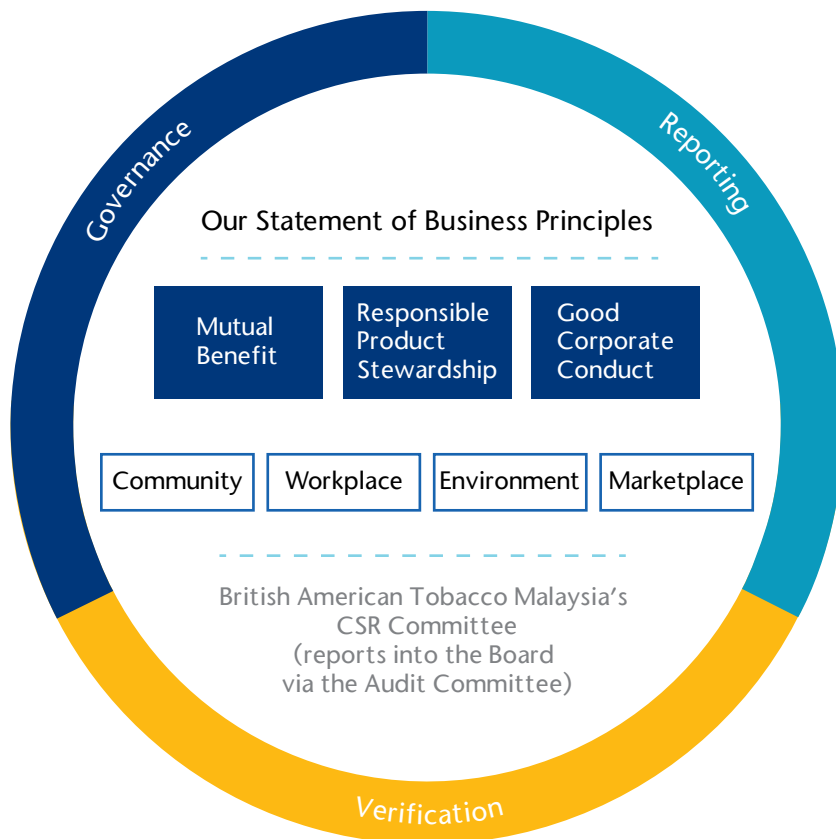 Governance
Reporting
Our Statement of Business Principles
Mutual
Benefit
Responsible
Product
Stewardship
Good
Corporate
Conduct
Community
Workplace
Environment
Marketplace
British American Tobacco Malaysia's
CSR Committee
(reports into the Board
via the Audit Committee)
Verification